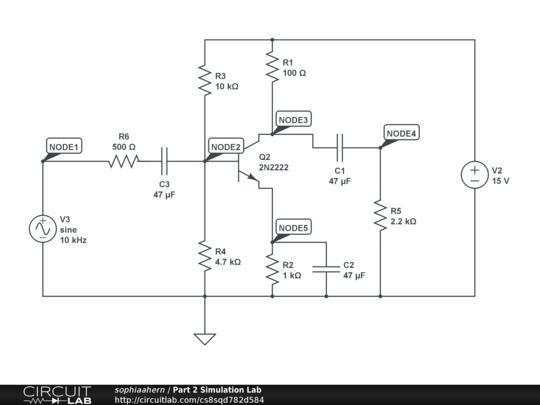 R1
100 Ω
R3
10 kΩ
NODE3
NODE4
R6
500 Ω
NODE1
NODE2
Q2
2N2222
C1
47 µF
V2
15 V
C3
47 µF
R5
2.2 kΩ
V3
sine
10 kHz
NODE5
R4
4.7 kΩ
R2
1 kΩ
C2
47 µF
CIRCUIT
LAB
sophiaahern / Part 2 Simulation Lab
http://circuitlab.com/cs8sqd782d584